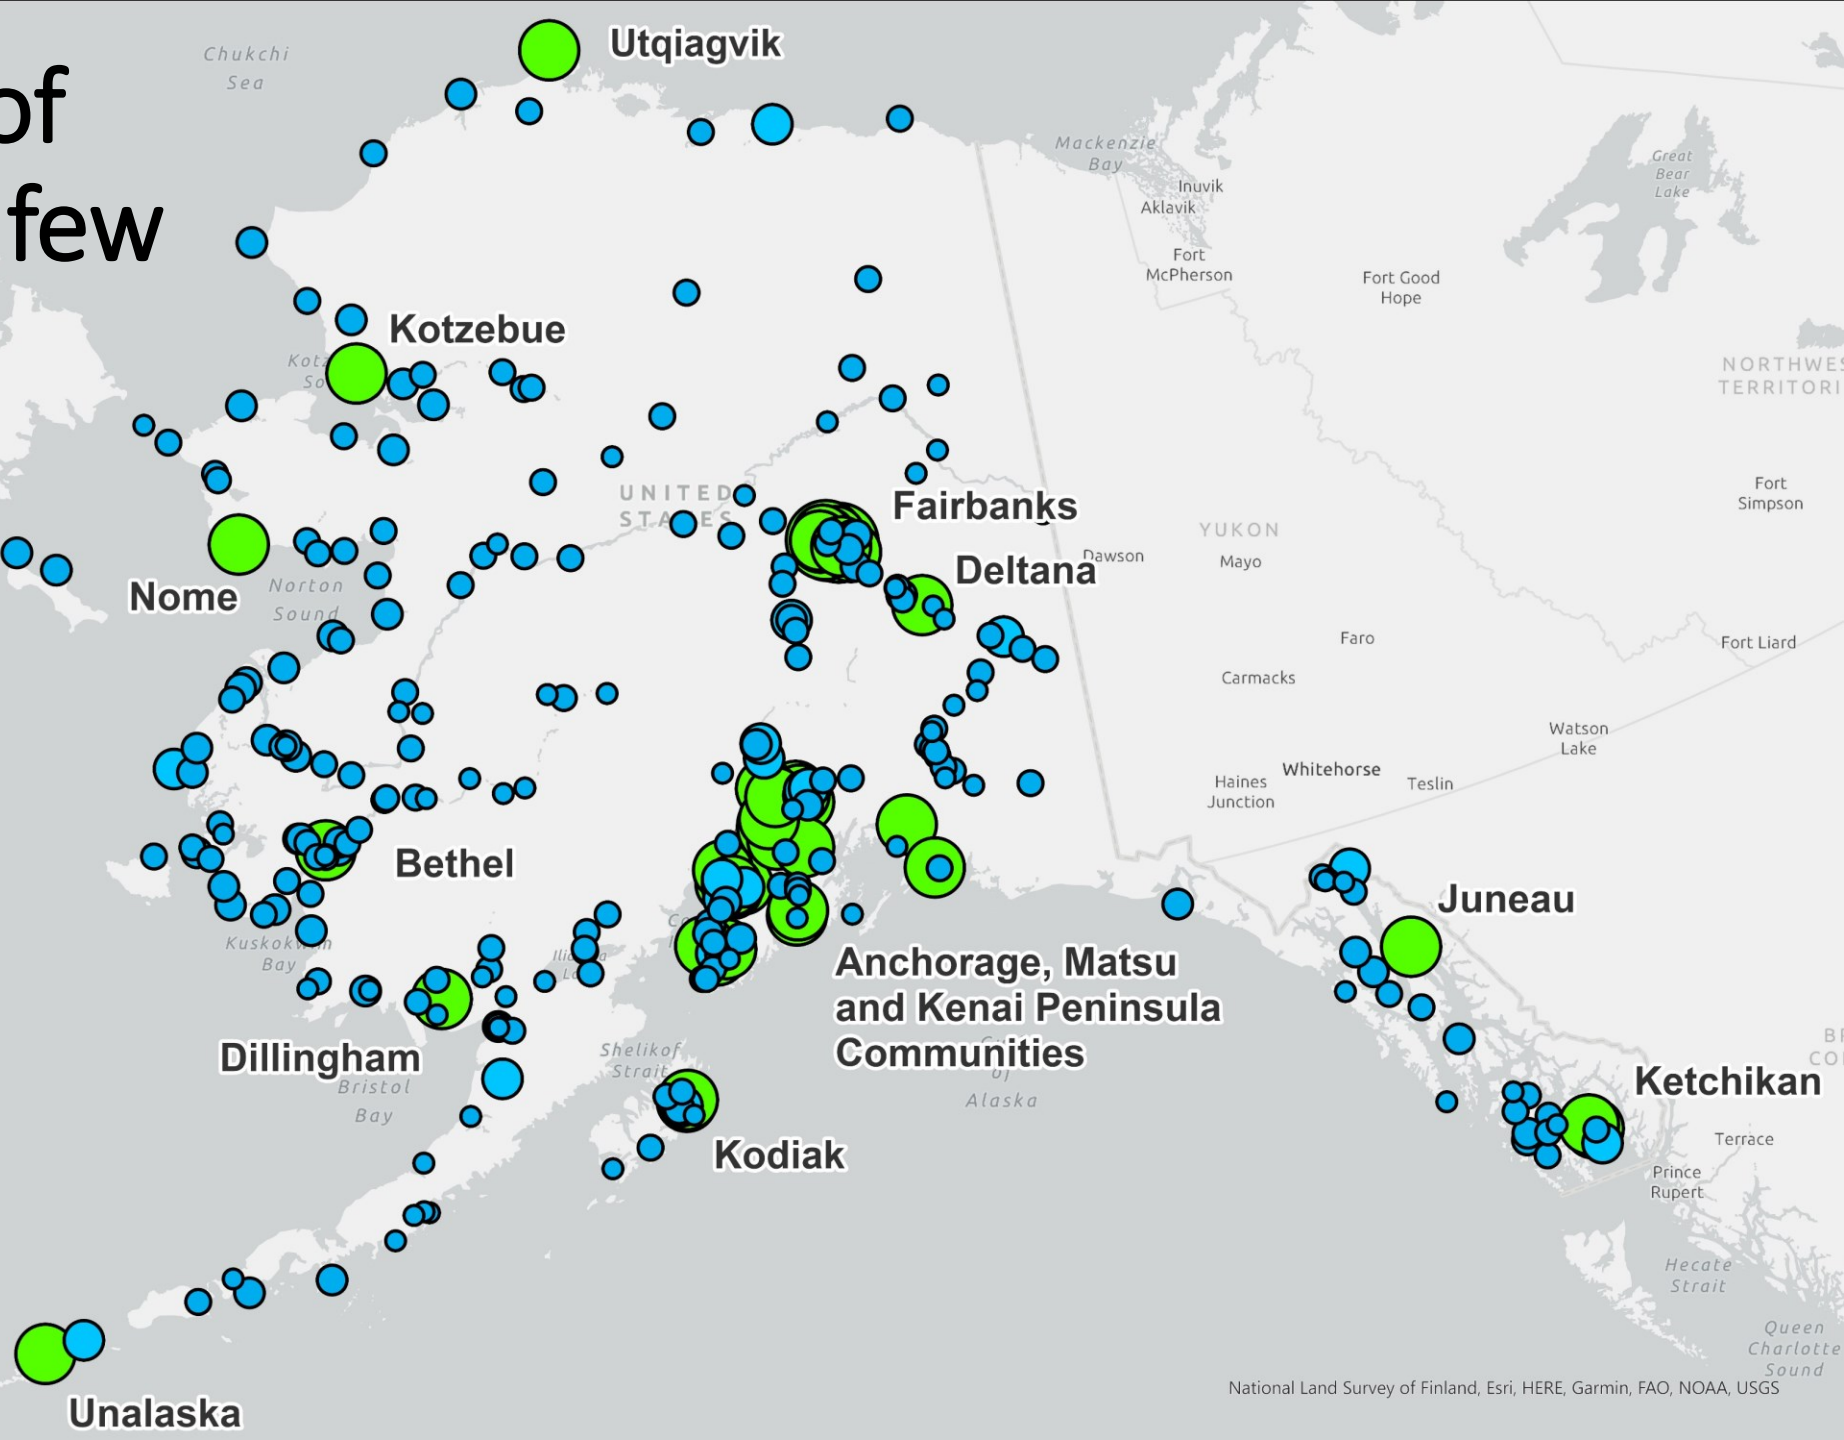 of
few
Chukchi
Sea
Utqiagvik
Mackenzie
Bay
Inuvik
Aklavik
Fort
McPherson
Great
Bear
Lake
Fort Good
Hope
Kotzebue
NORTHWES
TERRITORI
UNITED
STATES
Fairbanks
Fort
Simpson
YUKON
Dawson
Mayo
Deltana
Nome
Norton
Sound
Faro
Fort Liard
Carmacks
Watson
Lake
Whitehorse
Haines
Junction
Teslin
Bethel
Juneau
Kuskokwim
Bay
Anchorage, Matsu
and Kenai Peninsula
Communities
Dillingham
Bristol
Bay
Shelikof
Strait
of
Alaska
Ketchikan
Kodiak
Terrace
Prince
Rupert
Hecate
Strait
Queen
Charlotte
Sound
National Land Survey of Finland, Esri, HERE, Garmin, FAO, NOAA, USGS
Unalaska